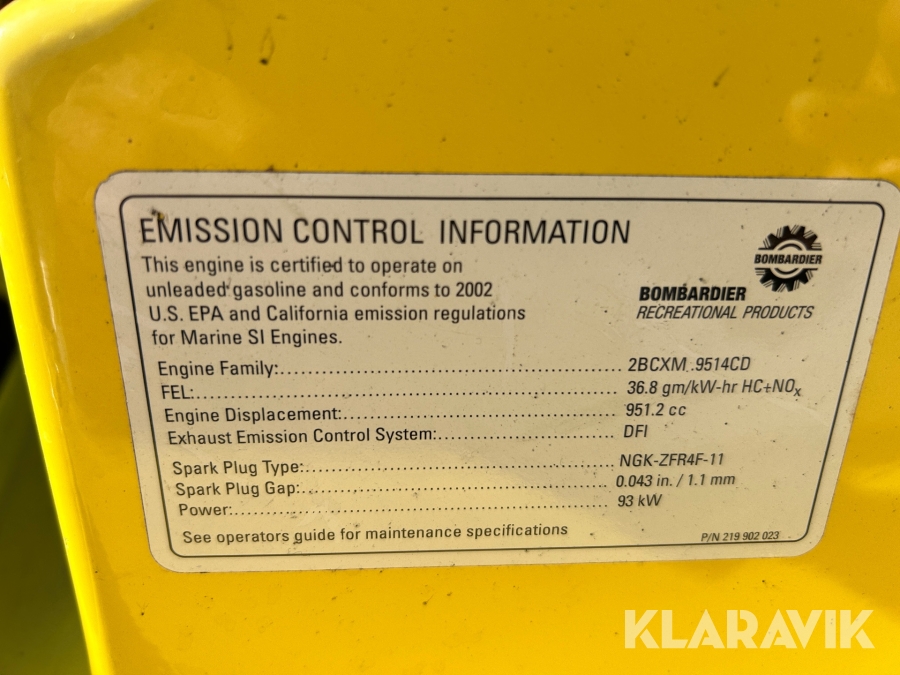 EMISSION CONTROL INFORMATION
This engine is certified to operate on
unleaded gasoline and conforms to 2002
U.S. EPA and California emission regulations
for Marine SI Engines.
BOMBARDIER
BOMBARDIER
RECREATIONAL PRODUCTS
Engine Family:........ 2BCXM .9514CD
FEL:........ 36.8 gm/kW-hr HC+NOx
Engine Displacement:........ 951.2 cc
Exhaust Emission Control System:........ DFI
Spark Plug Type:........ NGK-ZFR4F-11
Spark Plug Gap:........ 0.043 in. / 1.1 mm
Power:........ 93 kW
See operators guide for maintenance specifications
P/N 219 902 023
KLARAVIK